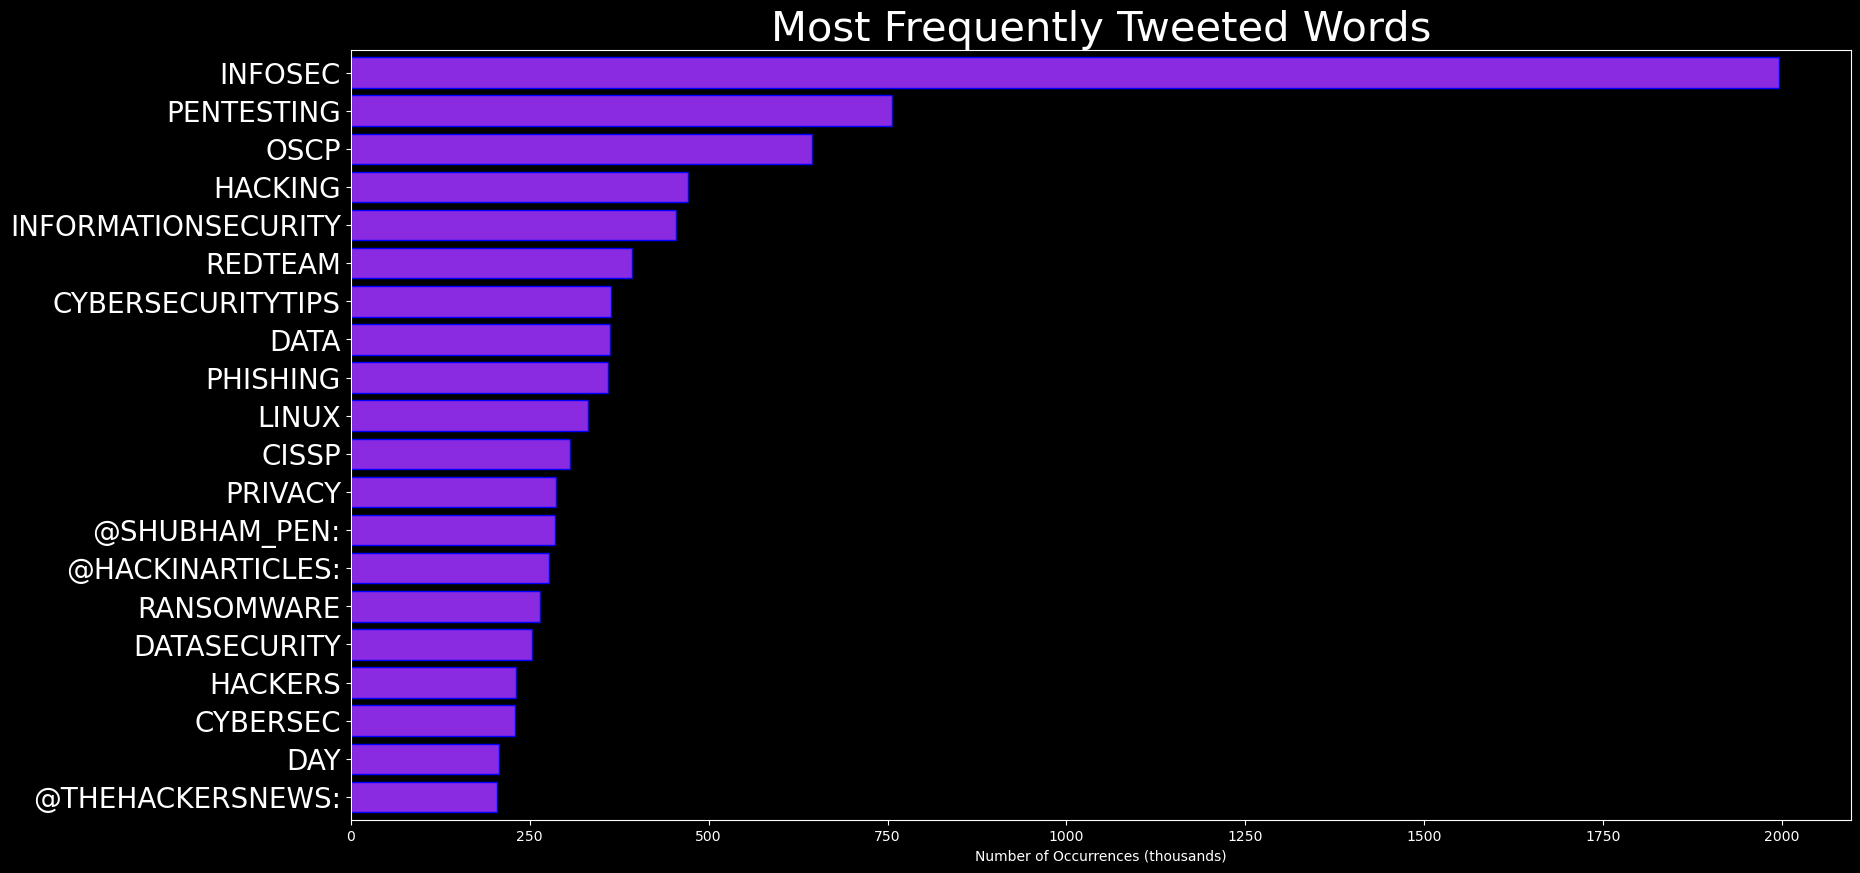 Most Frequently Tweeted Words
INFOSEC
PENTESTING
OSCP
HACKING
INFORMATIONSECURITY
REDTEAM
CYBERSECURITYTIPS
DATA
PHISHING
LINUX
CISSP
PRIVACY
@SHUBHAM_PEN:
@HACKINARTICLES:
RANSOMWARE
DATASECURITY
HACKERS
CYBERSEC
DAY
@THEHACKERSNEWS:
0 250 500 750 1000 1250 1500 1750 2000
Number of Occurrences (thousands)